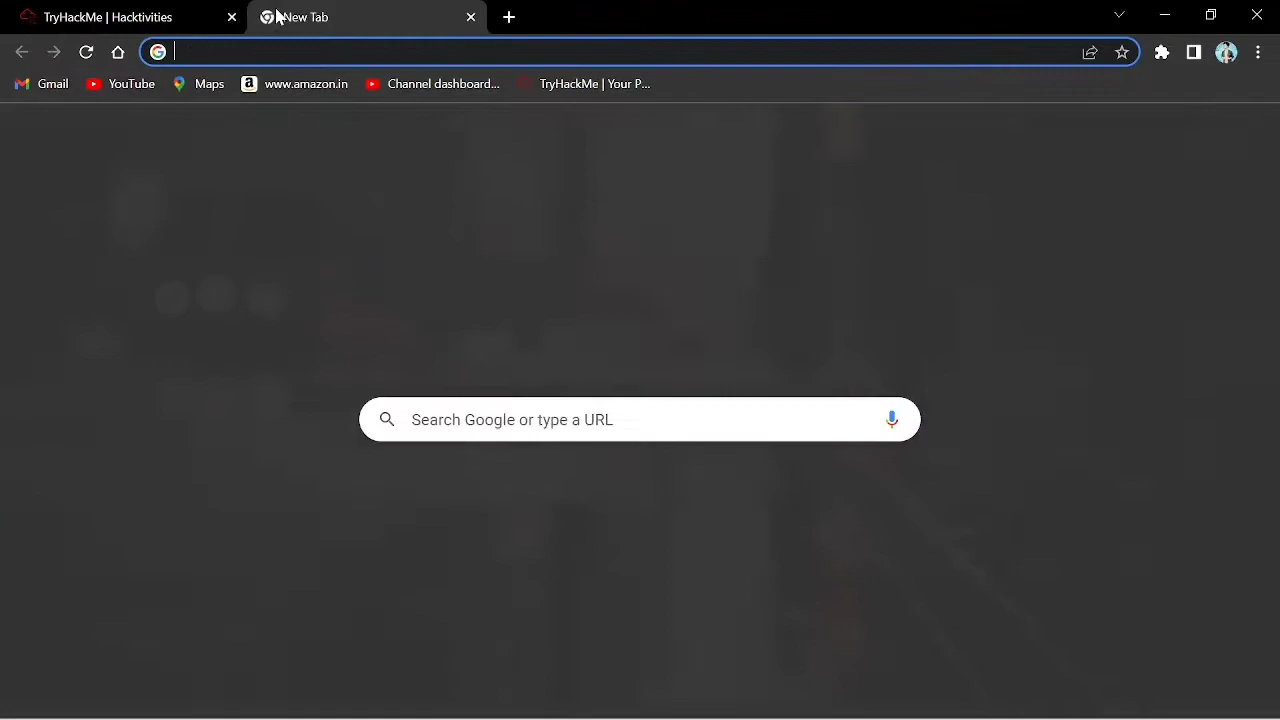 TryHackMe | Hacktivities
New Tab
Gmail YouTube Maps www.amazon.in Channel dashboard... TryHackMe | Your P...
Search Google or type a URL